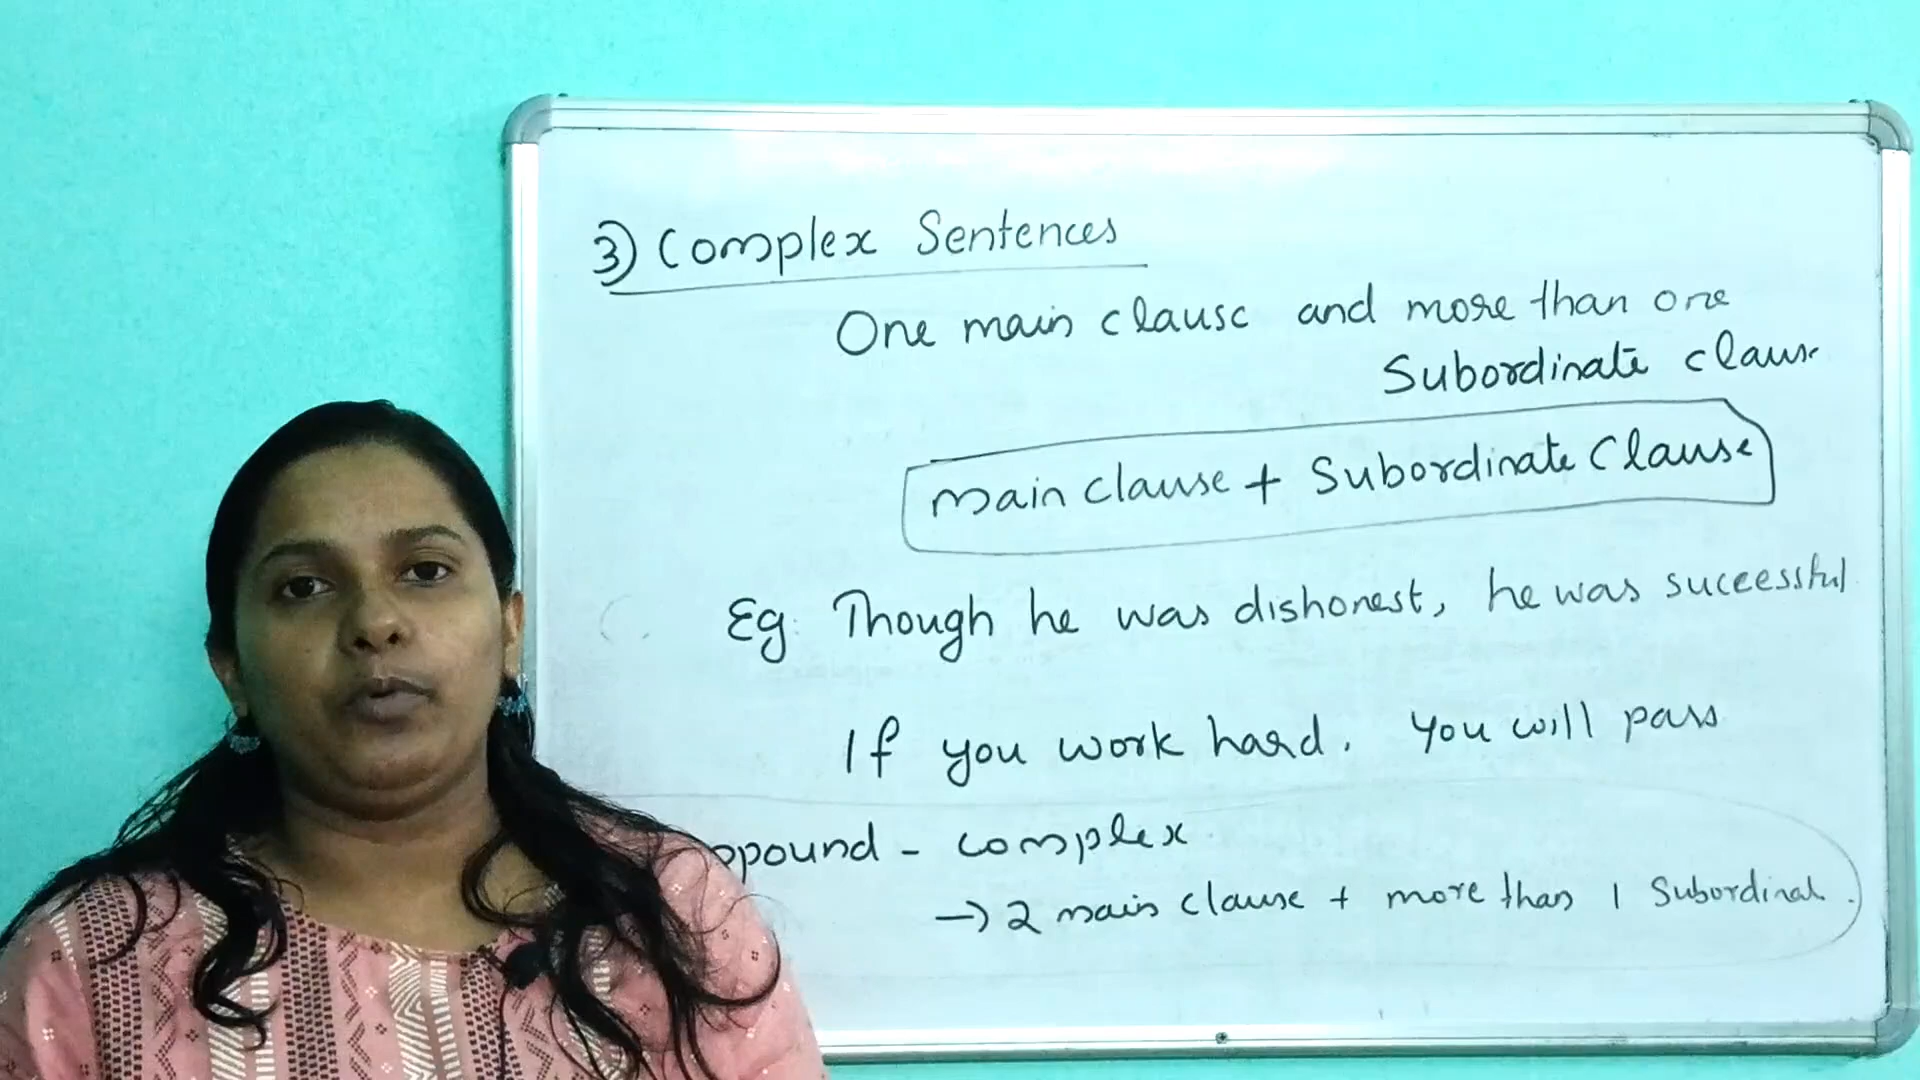 3) Complex Sentences
One main clause and more than one
Subordinate clause
main clause + Subordinate Clause
Eg: Though he was dishonest, he was successful
If you work hard, you will pass
opound - complex
→ 2 main clause + more than 1 Subordinat.